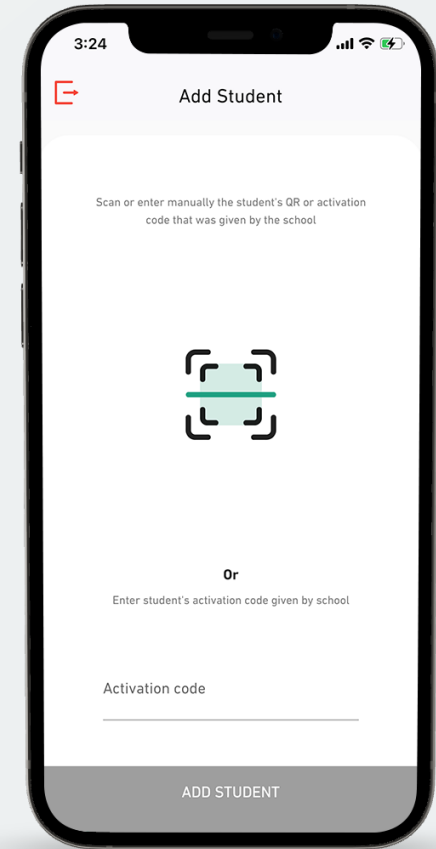 3:24
Add Student
Scan or enter manually the student's QR or activation
code that was given by the school
Or
Enter student's activation code given by school
Activation code
ADD STUDENT